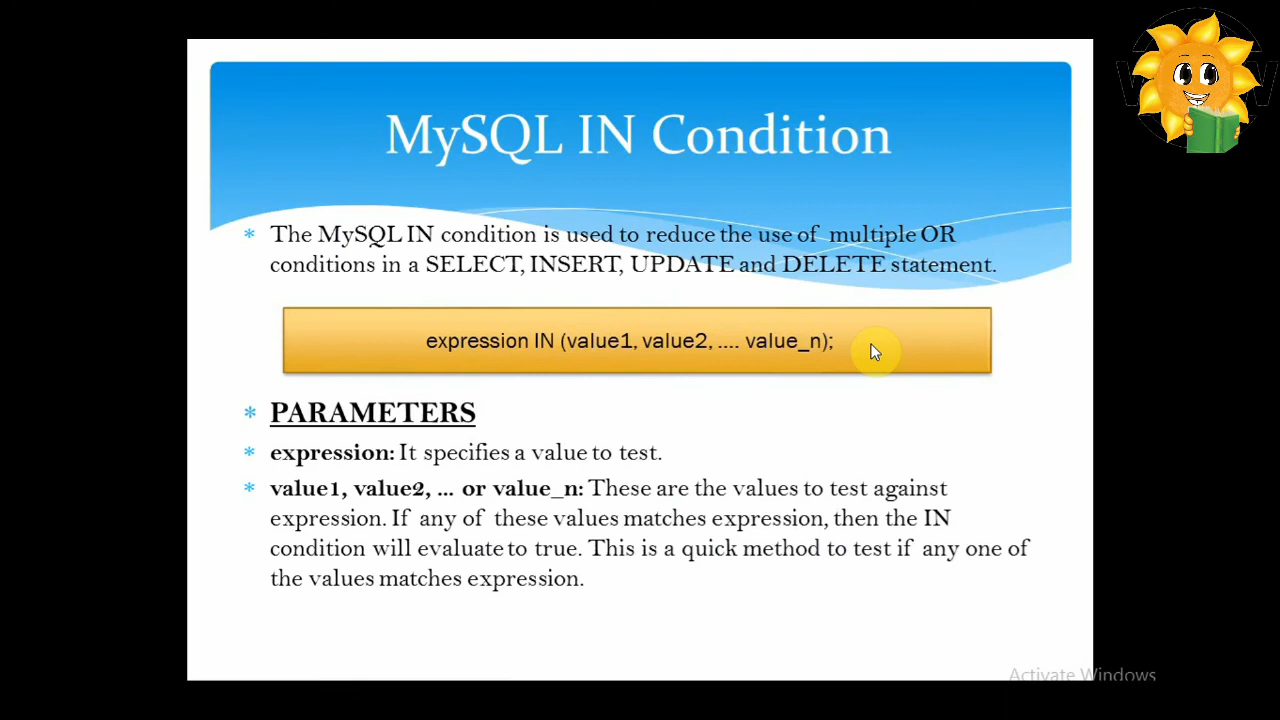 MySQL IN Condition
* The MySQL IN condition is used to reduce the use of multiple OR
conditions in a SELECT, INSERT, UPDATE and DELETE statement.
expression IN (value1, value2, .... value_n);
* PARAMETERS
* expression: It specifies a value to test.
* value1, value2, ... or value_n: These are the values to test against
expression. If any of these values matches expression, then the IN
condition will evaluate to true. This is a quick method to test if any one of
the values matches expression.
Activate Windows